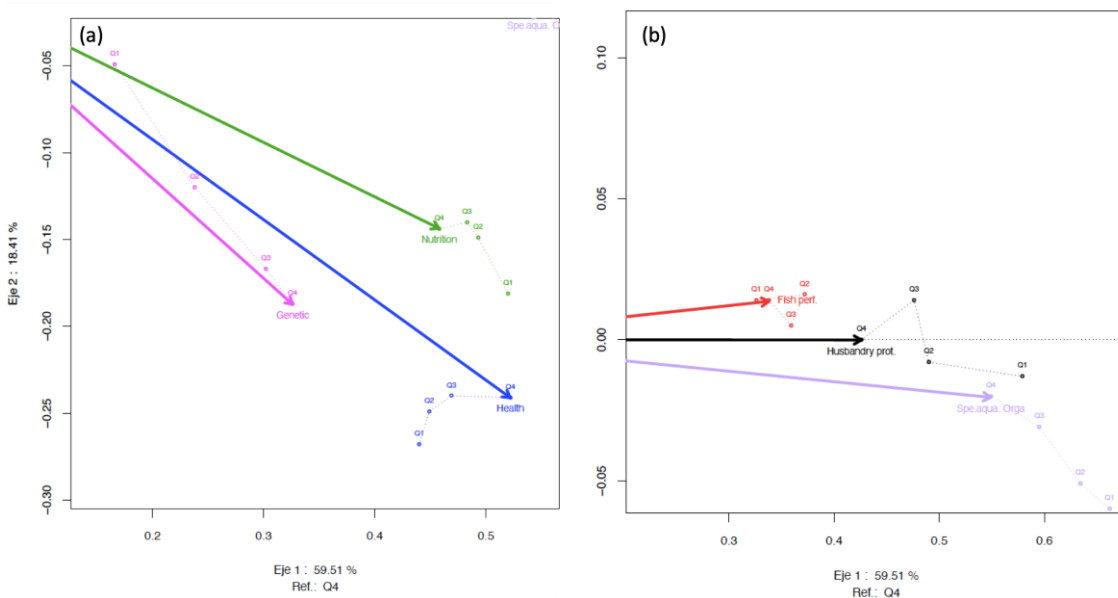 (a)
Spe.aqua. O
Q1
-0.05
-0.10
Q2
Q4
Q3
Q2
Nutrition
-0.15
Q3
Q1
Q4
Genetic
-0.20
Q3
Q4
Q2
Health
-0.25
Q1
-0.30
Eje 2 : 18.41 %
0.2
0.3
0.4
0.5
Eje 1 : 59.51 %
Ref.: Q4
(b)
0.10
0.05
Q1
Q4
Q2
Fish perf.
Q3
Q3
0.00
Q4
Husbandry prot.
Q2
Q1
Q4
Spe.aqua. Orga
Q3
Q2
Q1
-0.05
0.3
0.4
0.5
0.6
Eje 1 : 59.51 %
Ref.: Q4